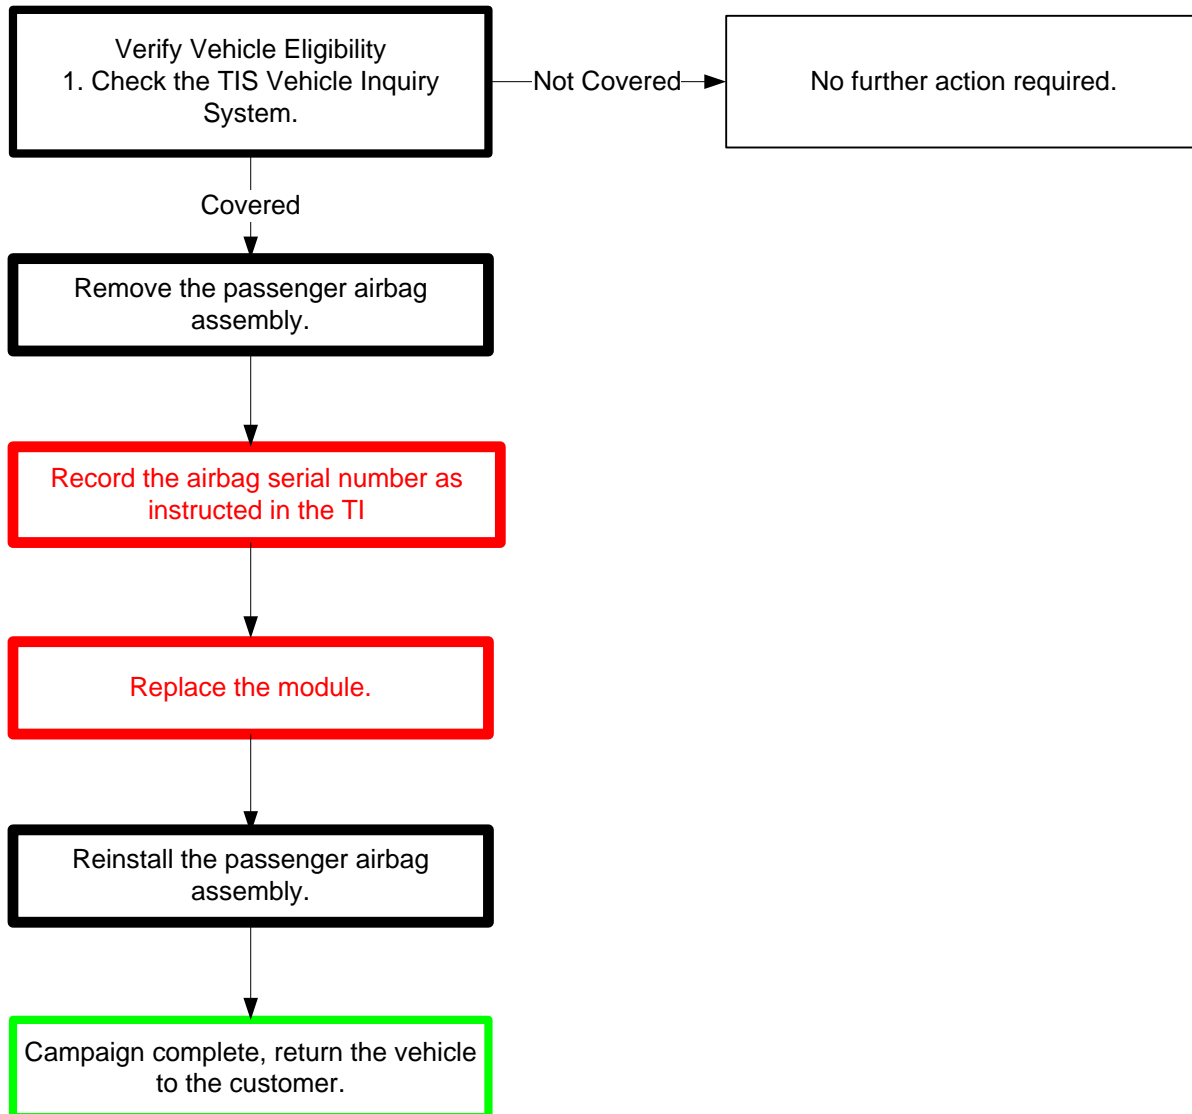 Verify Vehicle Eligibility
1. Check the TIS Vehicle Inquiry
System.
Not Covered
No further action required.
Covered
Remove the passenger airbag
assembly.
Record the airbag serial number as
instructed in the TI
Replace the module.
Reinstall the passenger airbag
assembly.
Campaign complete, return the vehicle
to the customer.